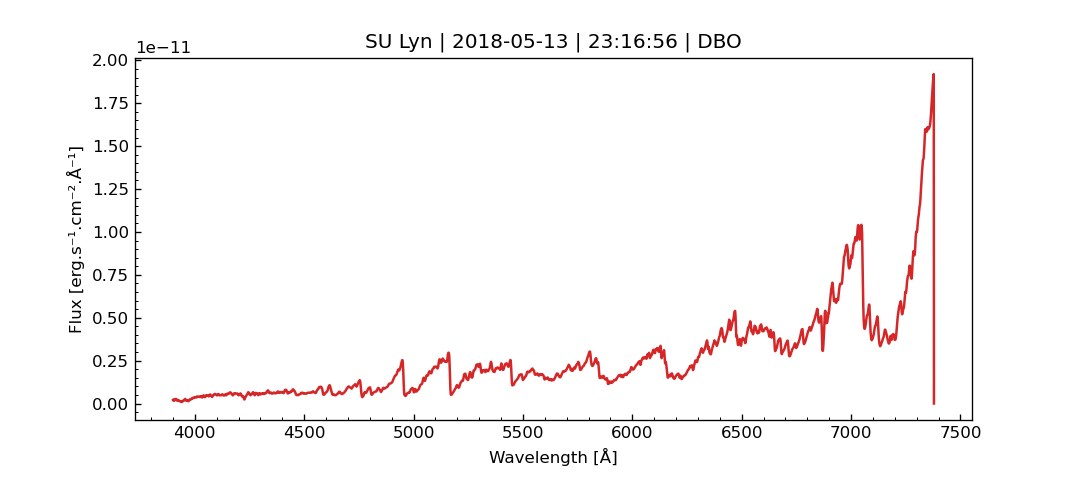 SU Lyn | 2018-05-13 | 23:16:56 | DBO
1e−11
2.00
1.75
1.50
1.25
1.00
0.75
0.50
0.25
0.00
Flux [erg.s⁻¹.cm⁻².Å⁻¹]
4000 4500 5000 5500 6000 6500 7000 7500
Wavelength [Å]